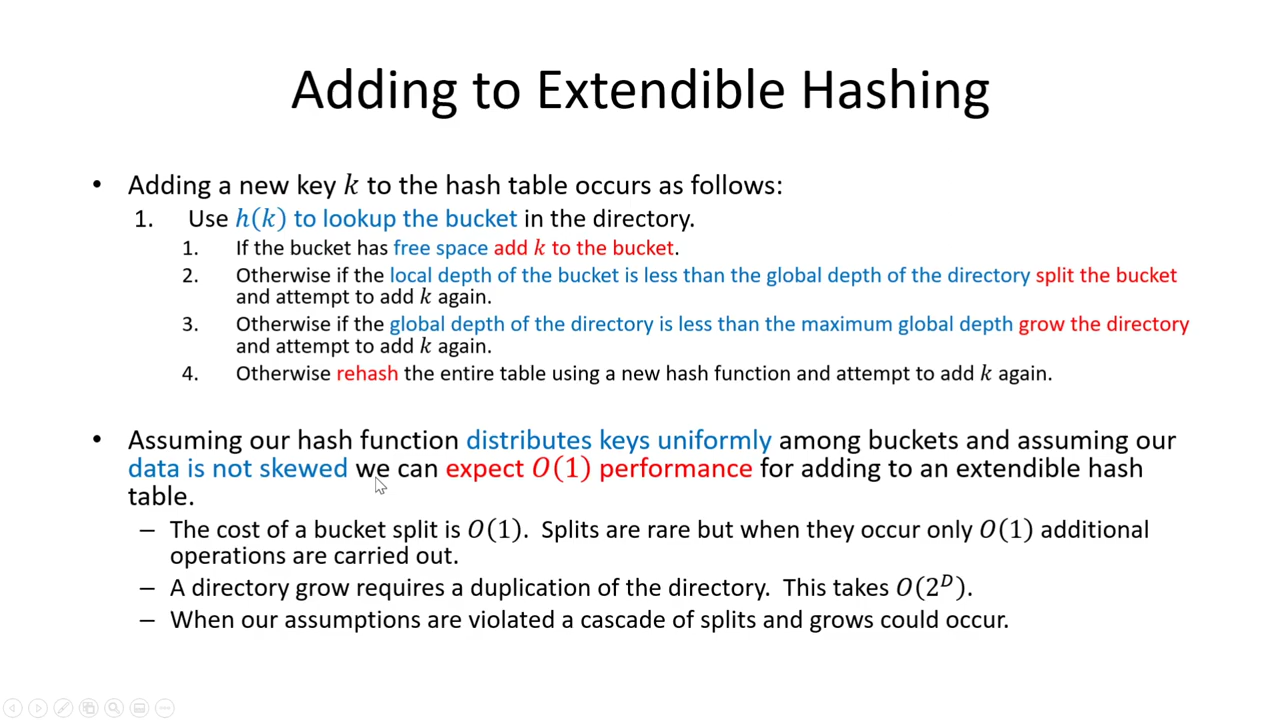 Adding to Extendible Hashing
• Adding a new key k to the hash table occurs as follows:
1. Use h(k) to lookup the bucket in the directory.
1. If the bucket has free space add k to the bucket.
2. Otherwise if the local depth of the bucket is less than the global depth of the directory split the bucket
and attempt to add k again.
3. Otherwise if the global depth of the directory is less than the maximum global depth grow the directory
and attempt to add k again.
4. Otherwise rehash the entire table using a new hash function and attempt to add k again.
• Assuming our hash function distributes keys uniformly among buckets and assuming our
data is not skewed we can expect O(1) performance for adding to an extendible hash
table.
– The cost of a bucket split is O(1). Splits are rare but when they occur only O(1) additional
operations are carried out.
– A directory grow requires a duplication of the directory. This takes O(2^D).
– When our assumptions are violated a cascade of splits and grows could occur.